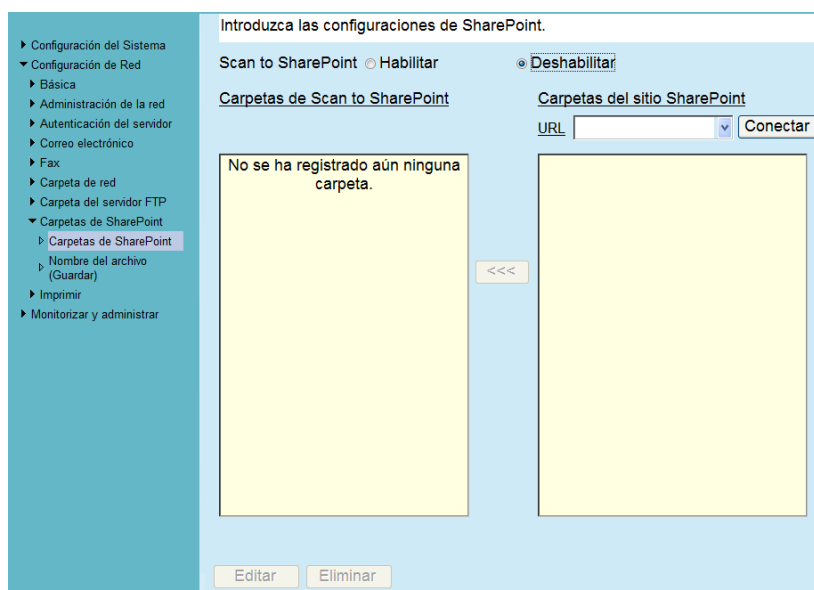 Introduzca las configuraciones de SharePoint.
Configuración del Sistema
Configuración de Red
Básica
Administración de la red
Autenticación del servidor
Correo electrónico
Fax
Carpeta de red
Carpeta del servidor FTP
Carpetas de SharePoint
Carpetas de SharePoint
Nombre del archivo
(Guardar)
Imprimir
Monitorizar y administrar
Scan to SharePoint Habilitar Deshabilitar
Carpetas de Scan to SharePoint
Carpetas del sitio SharePoint
URL Conectar
No se ha registrado aún ninguna
carpeta.
<<<
Editar Eliminar